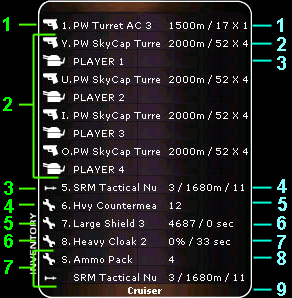 1 1. PW Turret AC 3 1500m / 17 X 1 1
Y. PW SkyCap Turre 2000m / 52 X 4 2
PLAYER 1 3
U. PW SkyCap Turre 2000m / 52 X 4
2 PLAYER 2
I. PW SkyCap Turre 2000m / 52 X 4
PLAYER 3
O. PW SkyCap Turre 2000m / 52 X 4
PLAYER 4
3 5. SRM Tactical Nu 3 / 1680m / 11 4
4 6. Hvy Countermea 12 5
5 7. Large Shield 3 4687 / 0 sec 6
6 8. Heavy Cloak 2 0% / 33 sec 7
7 S. Ammo Pack 4 8
SRM Tactical Nu 3 / 1680m / 11
INVENTORY
Cruiser 9